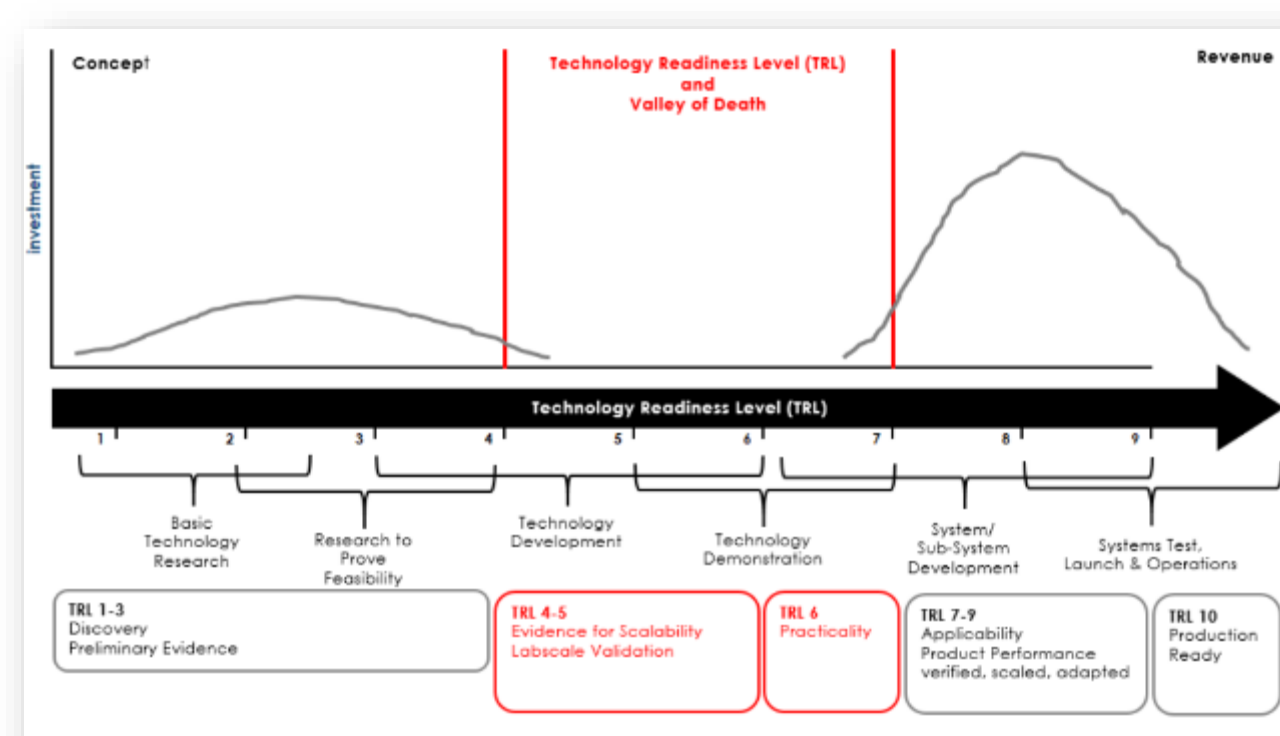 Concept
Technology Readiness Level (TRL)
and
Valley of Death
Revenue
investment
Technology Readiness Level (TRL)
1 2 3 4 5 6 7 8 9
Basic
Technology
Research
Research to
Prove
Feasibility
Technology
Development
Technology
Demonstration
System/
Sub-System
Development
Systems Test,
Launch & Operations
TRL 1-3
Discovery
Preliminary Evidence
TRL 4-5
Evidence for Scalability
Labscale Validation
TRL 6
Practicality
TRL 7-9
Applicability
Product Performance
verified, scaled, adapted
TRL 10
Production
Ready